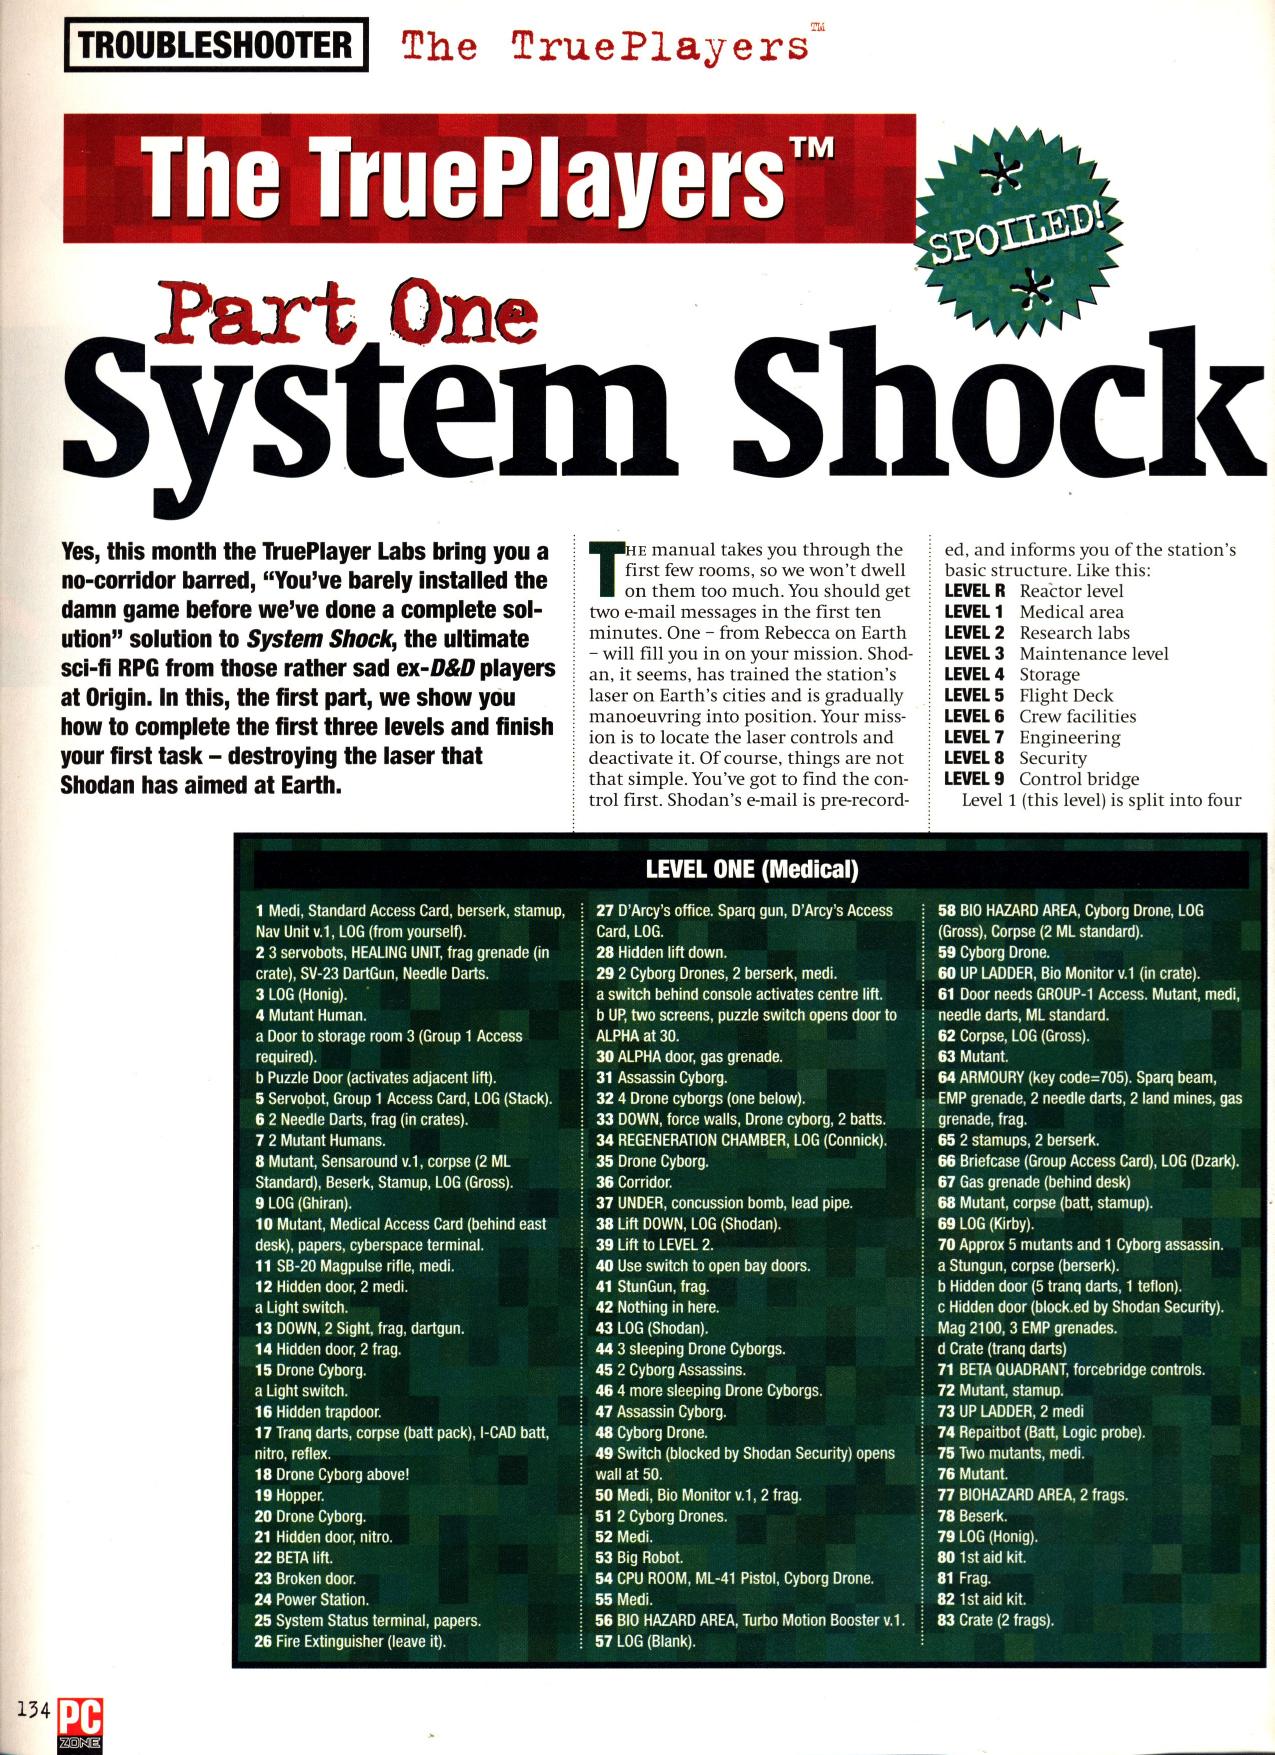 TROUBLESHOOTER
The TruePlayers™
The TruePlayers™
SPOILED!
Part One
System Shock
Yes, this month the TruePlayer Labs bring you a
no-corridor barred, “You’ve barely installed the
damn game before we’ve done a complete sol-
ution” solution to System Shock, the ultimate
sci-fi RPG from those rather sad ex-D&D players
at Origin. In this, the first part, we show you
how to complete the first three levels and finish
your first task – destroying the laser that
Shodan has aimed at Earth.
THE manual takes you through the
first few rooms, so we won't dwell
on them too much. You should get
two e-mail messages in the first ten
minutes. One – from Rebecca on Earth
– will fill you in on your mission. Shod-
an, it seems, has trained the station's
laser on Earth's cities and is gradually
manoeuvring into position. Your miss-
ion is to locate the laser controls and
deactivate it. Of course, things are not
that simple. You've got to find the con-
trol first. Shodan's e-mail is pre-record-
ed, and informs you of the station's
basic structure. Like this:
LEVEL R Reactor level
LEVEL 1 Medical area
LEVEL 2 Research labs
LEVEL 3 Maintenance level
LEVEL 4 Storage
LEVEL 5 Flight Deck
LEVEL 6 Crew facilities
LEVEL 7 Engineering
LEVEL 8 Security
LEVEL 9 Control bridge
Level 1 (this level) is split into four
LEVEL ONE (Medical)
1 Medi, Standard Access Card, berserk, stamup,
Nav Unit v.1, LOG (from yourself).
2 3 servobots, HEALING UNIT, frag grenade (in
crate), SV-23 DartGun, Needle Darts.
3 LOG (Honig).
4 Mutant Human.
a Door to storage room 3 (Group 1 Access
required).
b Puzzle Door (activates adjacent lift).
5 Servobot, Group 1 Access Card, LOG (Stack).
6 2 Needle Darts, frag (in crates).
7 2 Mutant Humans.
8 Mutant, Sensaround v.1, corpse (2 ML
Standard), Beserk, Stamup, LOG (Gross).
9 LOG (Ghiran).
10 Mutant, Medical Access Card (behind east
desk), papers, cyberspace terminal.
11 SB-20 Magpulse rifle, medi.
12 Hidden door, 2 medi.
a Light switch.
13 DOWN, 2 Sight, frag, dartgun.
14 Hidden door, 2 frag.
15 Drone Cyborg.
a Light switch.
16 Hidden trapdoor.
17 Tranq darts, corpse (batt pack), I-CAD batt,
nitro, reflex.
18 Drone Cyborg above!
19 Hopper.
20 Drone Cyborg.
21 Hidden door, nitro.
22 BETA lift.
23 Broken door.
24 Power Station.
25 System Status terminal, papers.
26 Fire Extinguisher (leave it).
27 D'Arcy's office. Sparq gun, D'Arcy's Access
Card, LOG.
28 Hidden lift down.
29 2 Cyborg Drones, 2 berserk, medi.
a switch behind console activates centre lift.
b UP, two screens, puzzle switch opens door to
ALPHA at 30.
30 ALPHA door, gas grenade.
31 Assassin Cyborg.
32 4 Drone cyborgs (one below).
33 DOWN, force walls, Drone cyborg, 2 batts.
34 REGENERATION CHAMBER, LOG (Connick).
35 Drone Cyborg.
36 Corridor.
37 UNDER, concussion bomb, lead pipe.
38 Lift DOWN, LOG (Shodan).
39 Lift to LEVEL 2.
40 Use switch to open bay doors.
41 StunGun, frag.
42 Nothing in here.
43 LOG (Shodan).
44 3 sleeping Drone Cyborgs.
45 2 Cyborg Assassins.
46 4 more sleeping Drone Cyborgs.
47 Assassin Cyborg.
48 Cyborg Drone.
49 Switch (blocked by Shodan Security) opens
wall at 50.
50 Medi, Bio Monitor v.1, 2 frag.
51 2 Cyborg Drones.
52 Medi.
53 Big Robot.
54 CPU ROOM, ML-41 Pistol, Cyborg Drone.
55 Medi.
56 BIO HAZARD AREA, Turbo Motion Booster v.1.
57 LOG (Blank).
58 BIO HAZARD AREA, Cyborg Drone, LOG
(Gross), Corpse (2 ML standard).
59 Cyborg Drone.
60 UP LADDER, Bio Monitor v.1 (in crate).
61 Door needs GROUP-1 Access. Mutant, medi,
needle darts, ML standard.
62 Corpse, LOG (Gross).
63 Mutant.
64 ARMOURY (key code=705). Sparq beam,
EMP grenade, 2 needle darts, 2 land mines, gas
grenade, frag.
65 2 stamups, 2 berserk.
66 Briefcase (Group Access Card), LOG (Dzark).
67 Gas grenade (behind desk)
68 Mutant, corpse (batt, stamup).
69 LOG (Kirby).
70 Approx 5 mutants and 1 Cyborg assassin.
a Stungun, corpse (berserk).
b Hidden door (5 tranq darts, 1 teflon).
c Hidden door (block.ed by Shodan Security).
Mag 2100, 3 EMP grenades.
d Crate (tranq darts)
71 BETA QUADRANT, forcebridge controls.
72 Mutant, stamup.
73 UP LADDER, 2 medi
74 Repaitbot (Batt, Logic probe).
75 Two mutants, medi.
76 Mutant.
77 BIOHAZARD AREA, 2 frags.
78 Beserk.
79 LOG (Honig).
80 1st aid kit.
81 Frag.
82 1st aid kit.
83 Crate (2 frags).
134
PC
ZONE